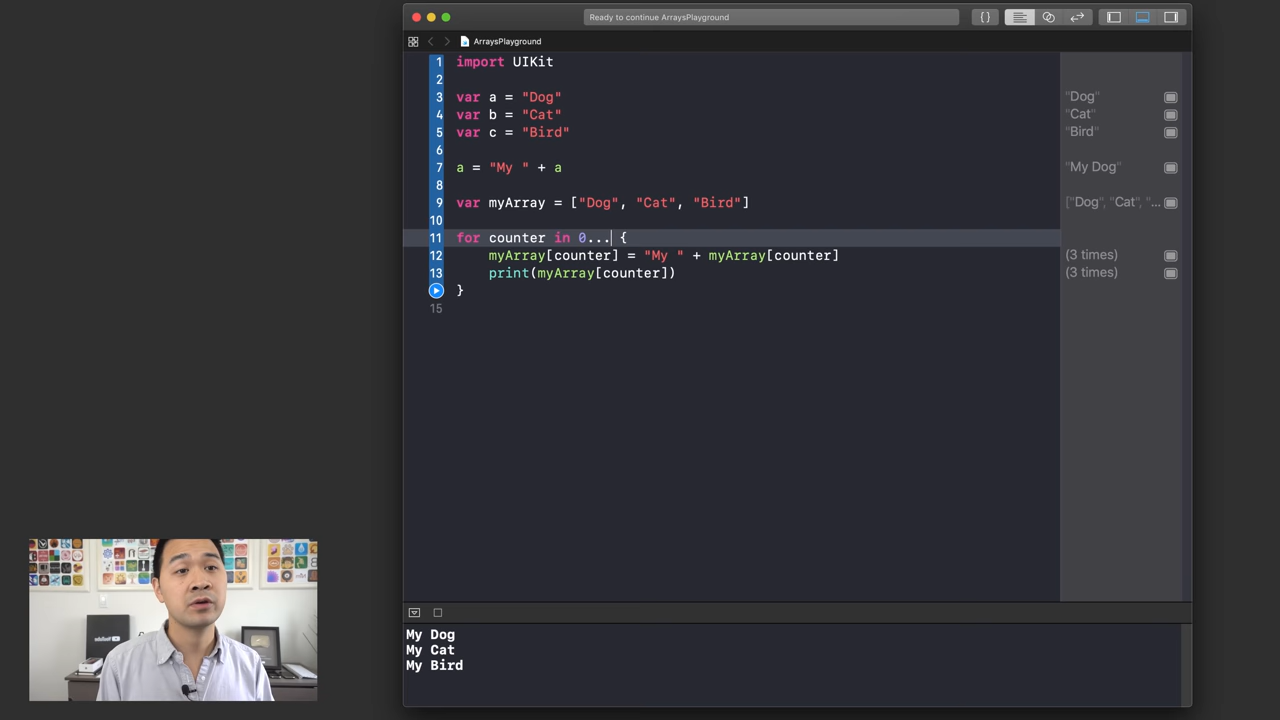 Ready to continue ArraysPlayground
ArraysPlayground
1 import UIKit
2
3 var a = "Dog"
"Dog"
4 var b = "Cat"
"Cat"
5 var c = "Bird"
"Bird"
6
7 a = "My " + a
"My Dog"
8
9 var myArray = ["Dog", "Cat", "Bird"]
["Dog", "Cat", "...
10
11 for counter in 0... {
12 myArray[counter] = "My " + myArray[counter]
(3 times)
13 print(myArray[counter])
(3 times)
}
15
My Dog
My Cat
My Bird